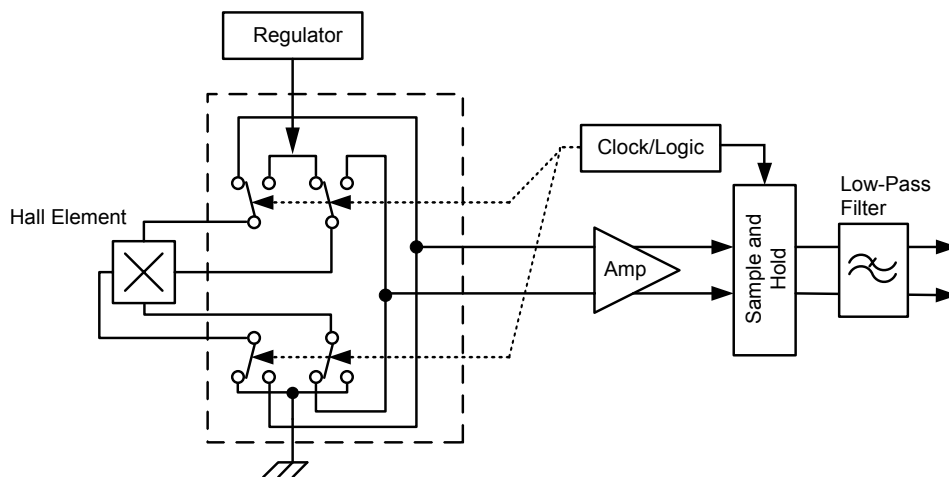 Regulator
Clock/Logic
Low-Pass
Filter
Hall Element
Amp
Sample and
Hold